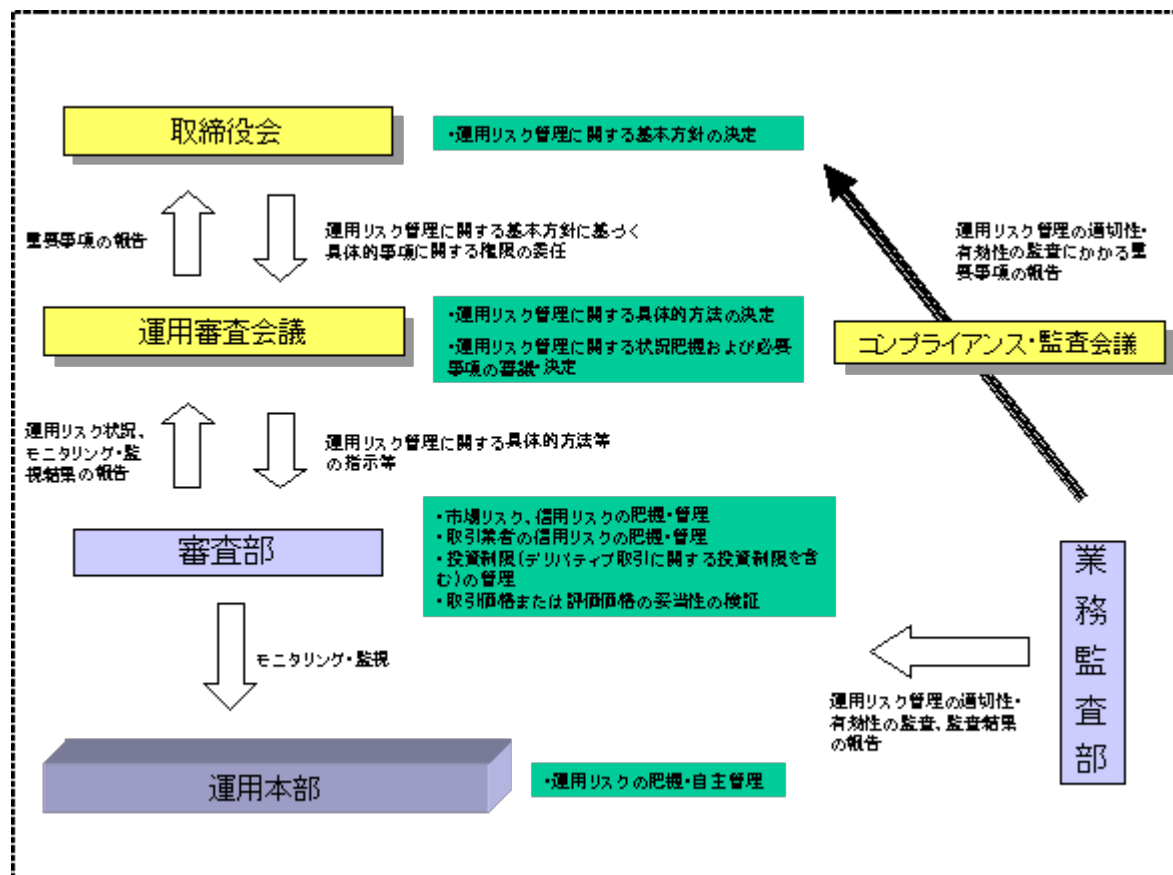 取締役会
・運用リスク管理に関する基本方針の決定
重要事項の報告
運用リスク管理に関する基本方針に基づく
具体的事項に関する権限の委任
運用リスク管理の適切性・
有効性の監査にかかる重
要事項の報告
運用審査会議
・運用リスク管理に関する具体的方法の決定
・運用リスク管理に関する状況把握および必要
事項の審議・決定
コンプライアンス・監査会議
運用リスク状況、
モニタリング・監
視結果の報告
運用リスク管理に関する具体的方法等
の指示等
審査部
・市場リスク、信用リスクの把握・管理
・取引業者の信用リスクの把握・管理
・投資制限(デリバティブ取引に関する投資制限を含
む)の管理
・取引価格または評価価格の妥当性の検証
業務監査部
モニタリング・監視
運用リスク管理の適切性・
有効性の監査、監査結果
の報告
運用本部
・運用リスクの把握・自主管理